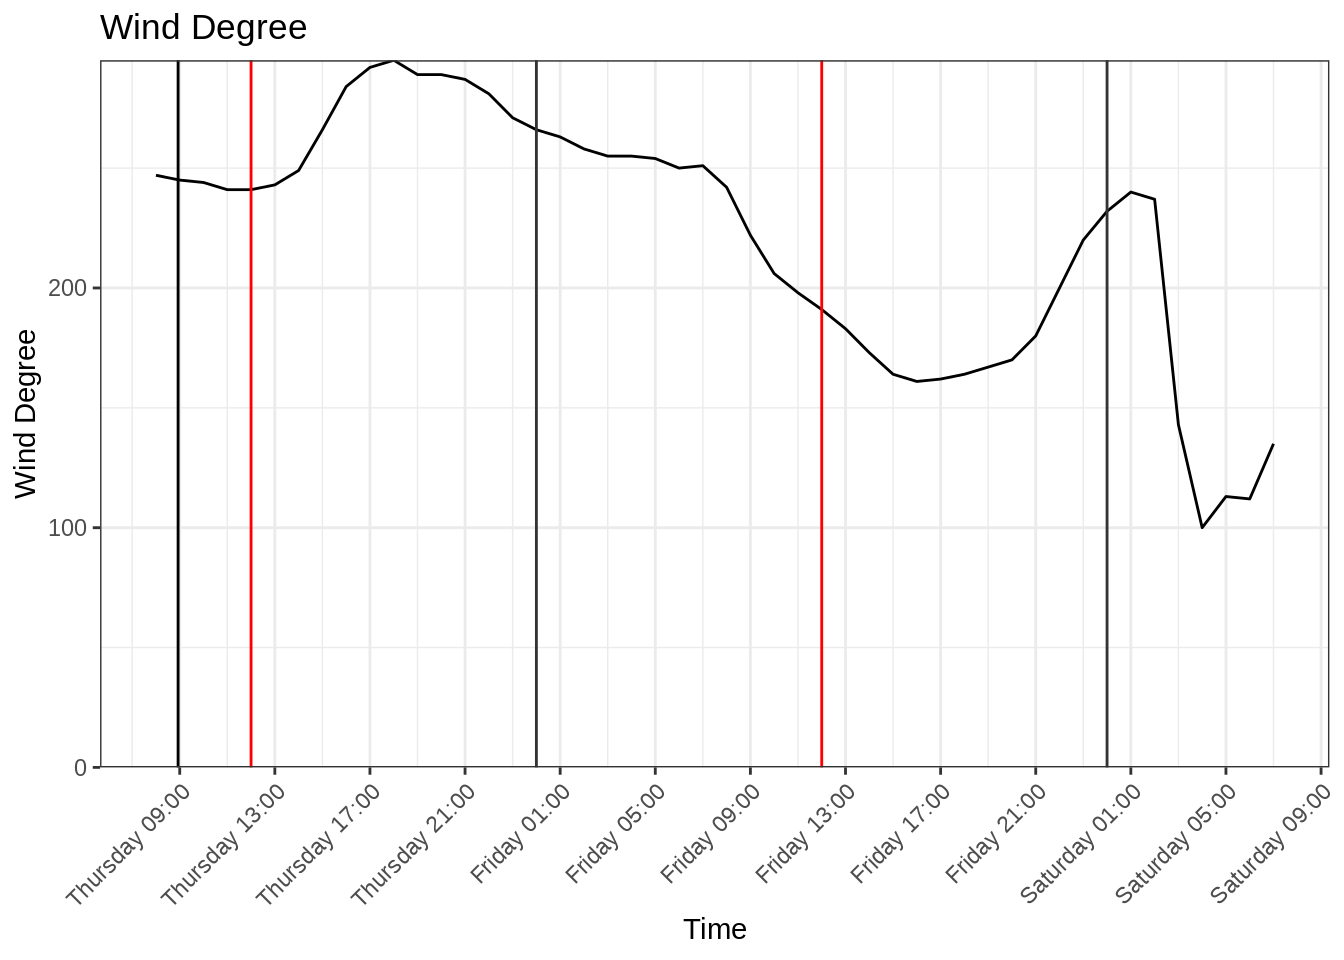 Wind Degree
Wind Degree
200
100
0
Thursday 09:00
Thursday 13:00
Thursday 17:00
Thursday 21:00
Friday 01:00
Friday 05:00
Friday 09:00
Friday 13:00
Friday 17:00
Friday 21:00
Saturday 01:00
Saturday 05:00
Saturday 09:00
Time